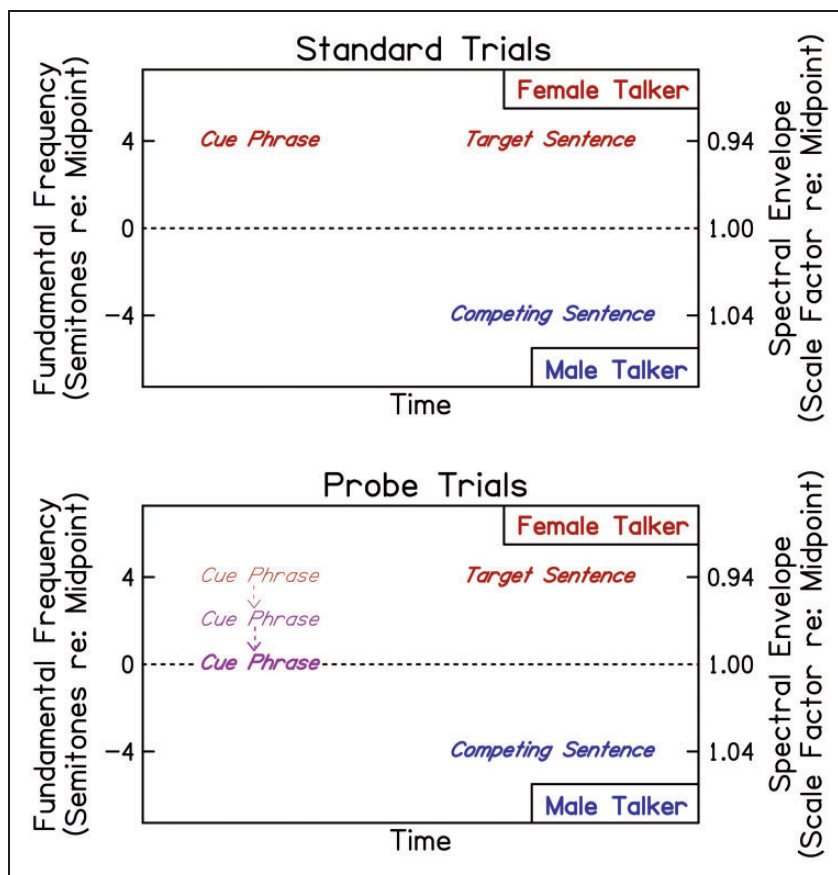 Standard Trials
Fundamental Frequency
(Semitones re: Midpoint)
4
0
−4
Female Talker
Cue Phrase
Target Sentence
Competing Sentence
Male Talker
0.94
1.00
1.04
Spectral Envelope
(Scale Factor re: Midpoint)
Time
Probe Trials
Fundamental Frequency
(Semitones re: Midpoint)
4
0
−4
Female Talker
Cue Phrase
Target Sentence
Cue Phrase
Cue Phrase
Competing Sentence
Male Talker
0.94
1.00
1.04
Spectral Envelope
(Scale Factor re: Midpoint)
Time